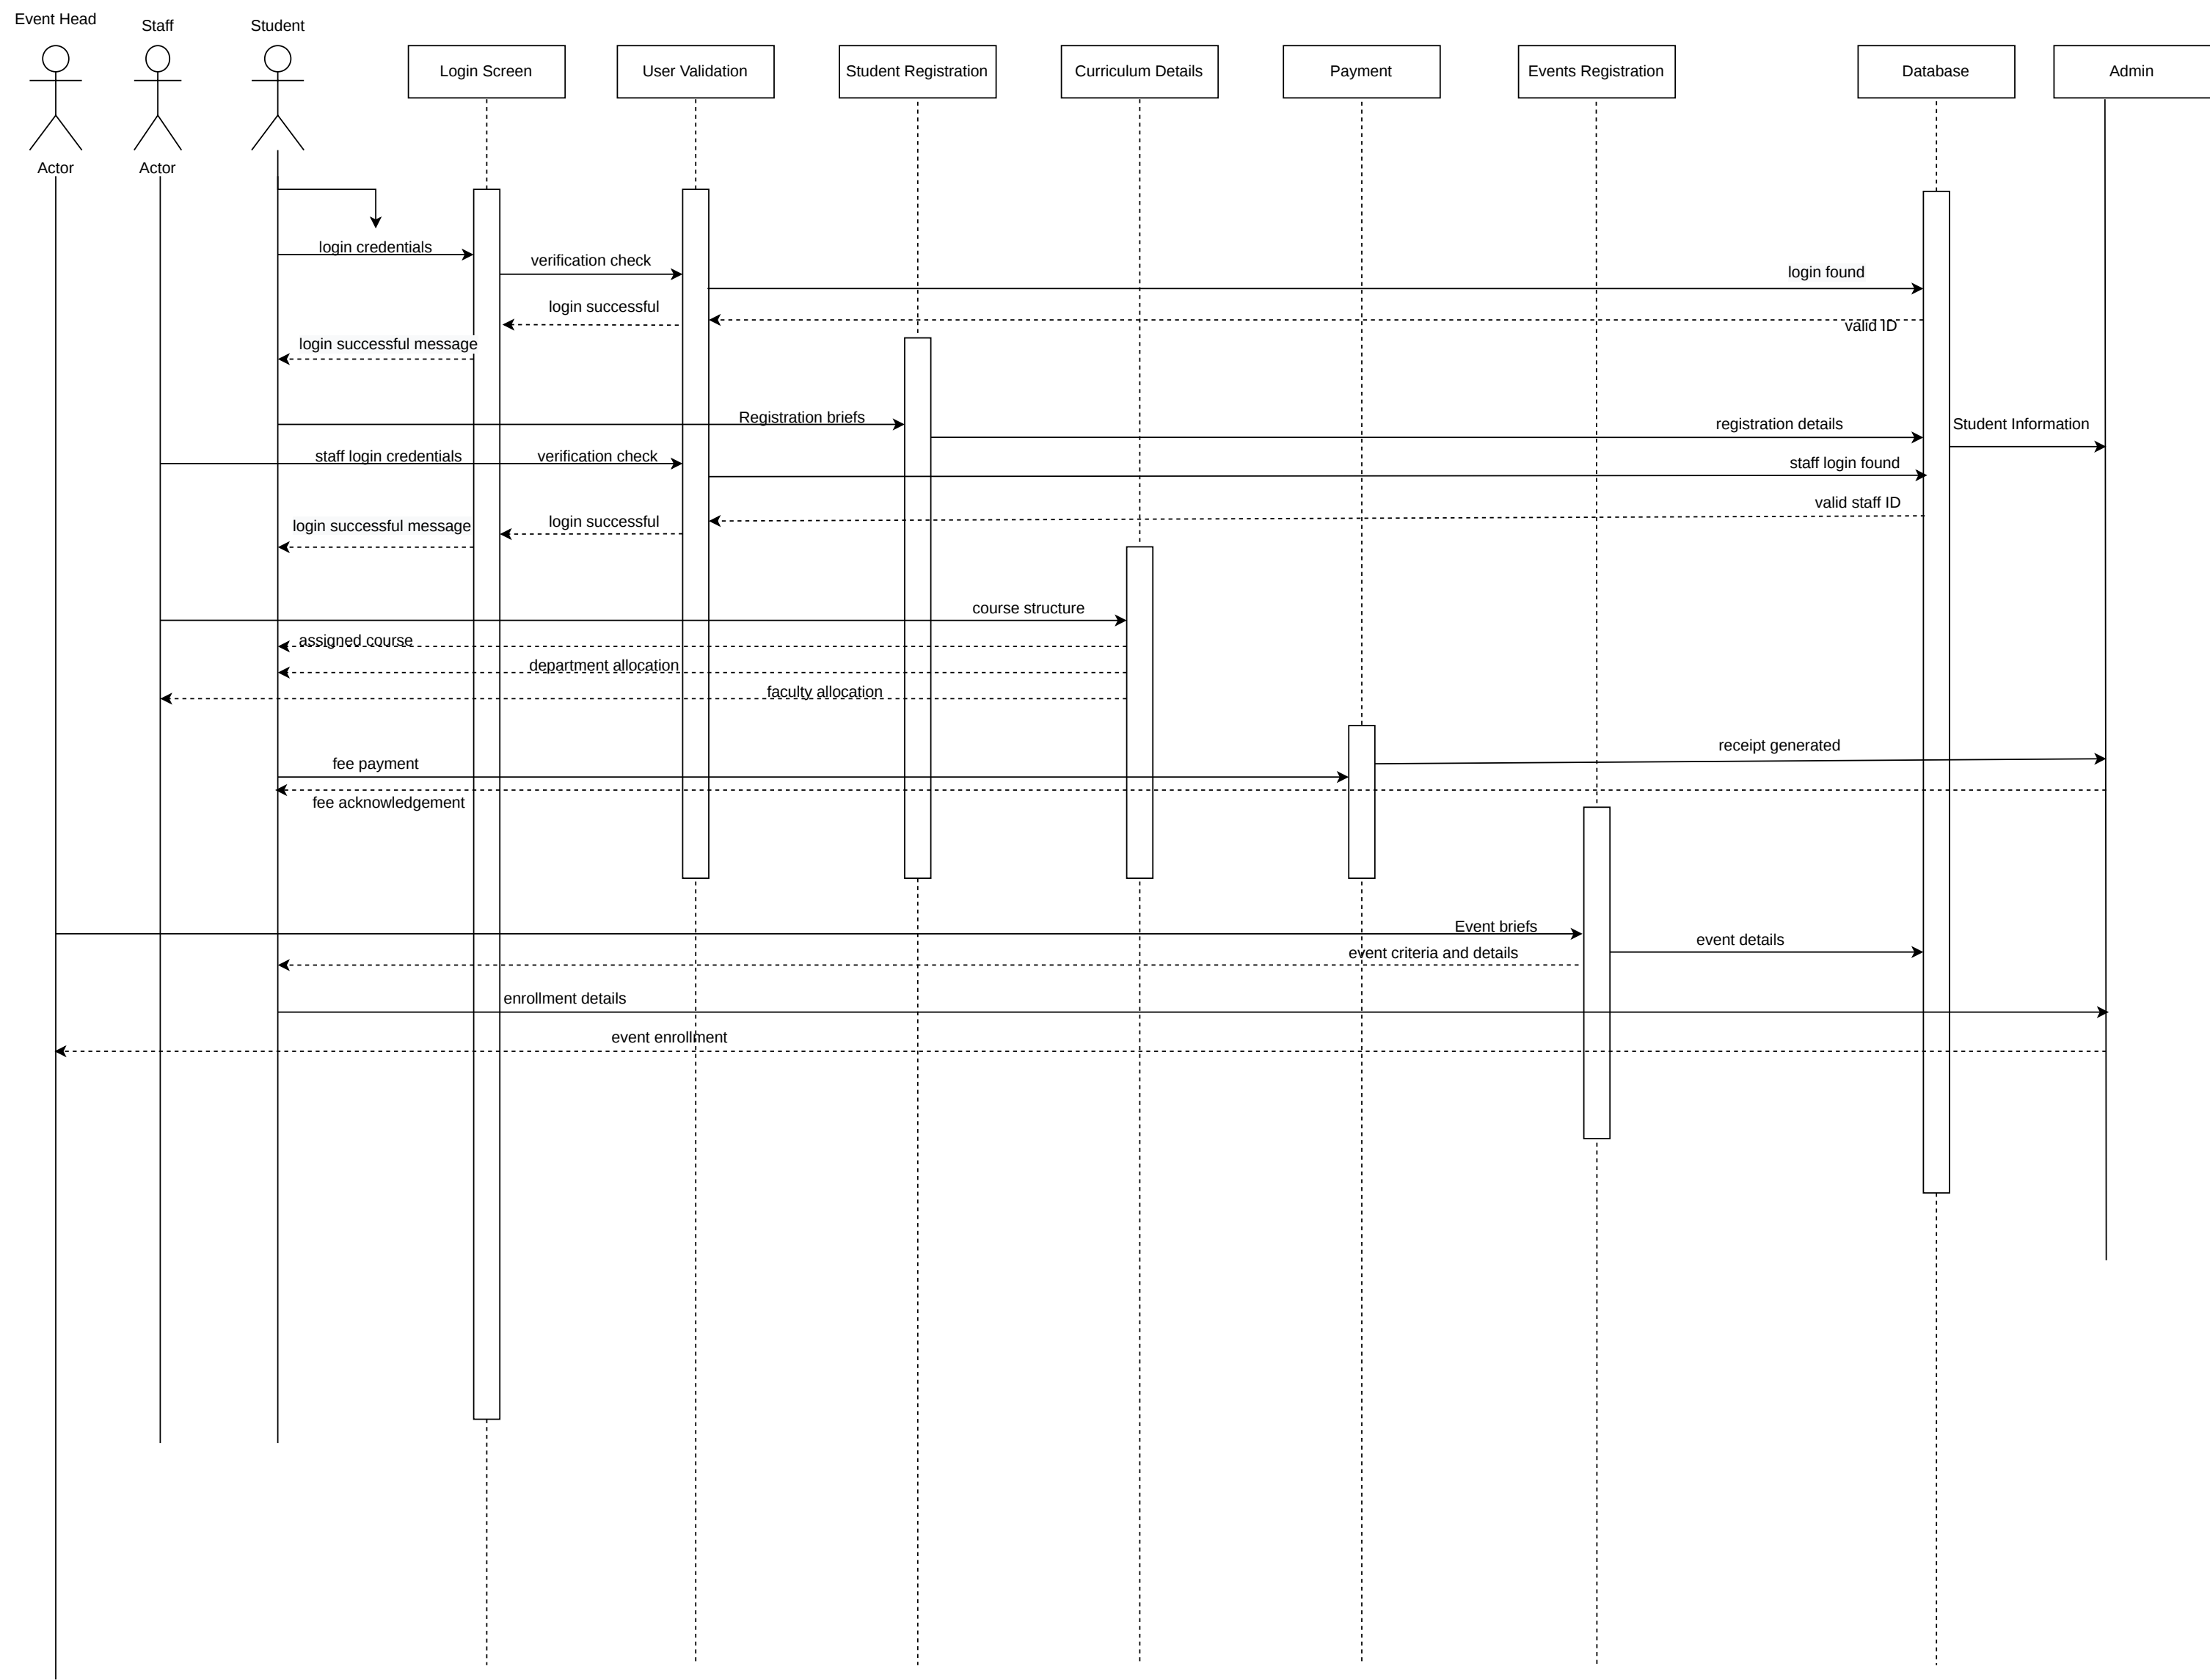 Event Head
Staff
Student
Login Screen
User Validation
Student Registration
Curriculum Details
Payment
Events Registration
Database
Admin
Actor
Actor
login credentials
verification check
login found
login successful
valid ID
login successful message
Registration briefs
registration details
Student Information
staff login credentials
verification check
staff login found
valid staff ID
login successful message
login successful
course structure
assigned course
department allocation
faculty allocation
receipt generated
fee payment
fee acknowledgement
Event briefs
event details
event criteria and details
enrollment details
event enrollment